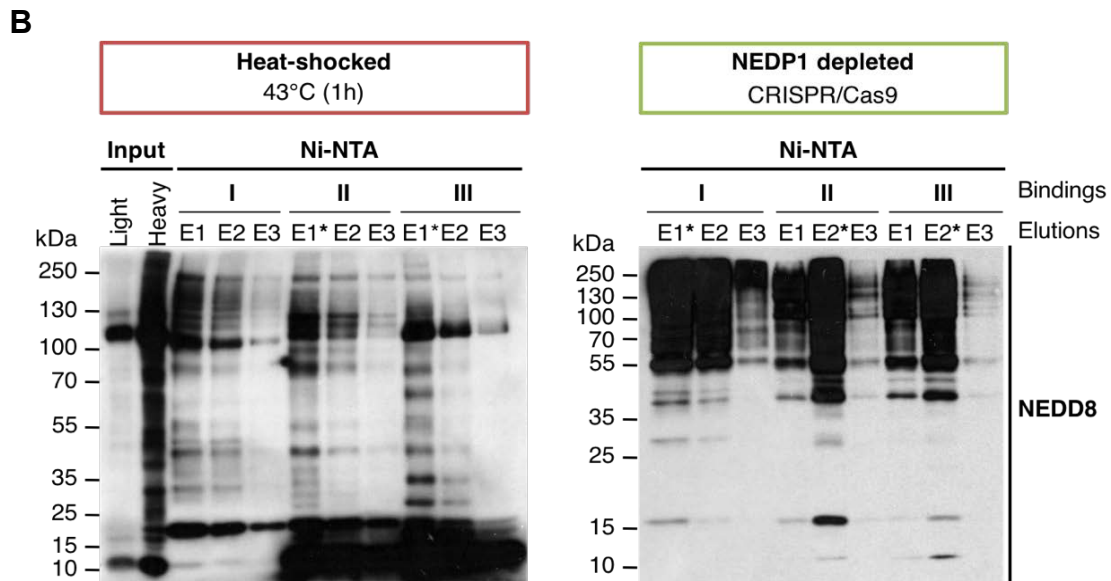 B
Heat-shocked
43°C (1h)
NEDP1 depleted
CRISPR/Cas9
Input
Ni-NTA
Ni-NTA
Light
Heavy
I
II
III
I
II
III
Bindings
E1 E2 E3 E1* E2 E3 E1* E2 E3
E1* E2 E3 E1 E2* E3 E1 E2* E3
Elutions
kDa
250
130
100
70
55
35
25
15
10
kDa
250
130
100
70
55
35
25
15
10
NEDD8